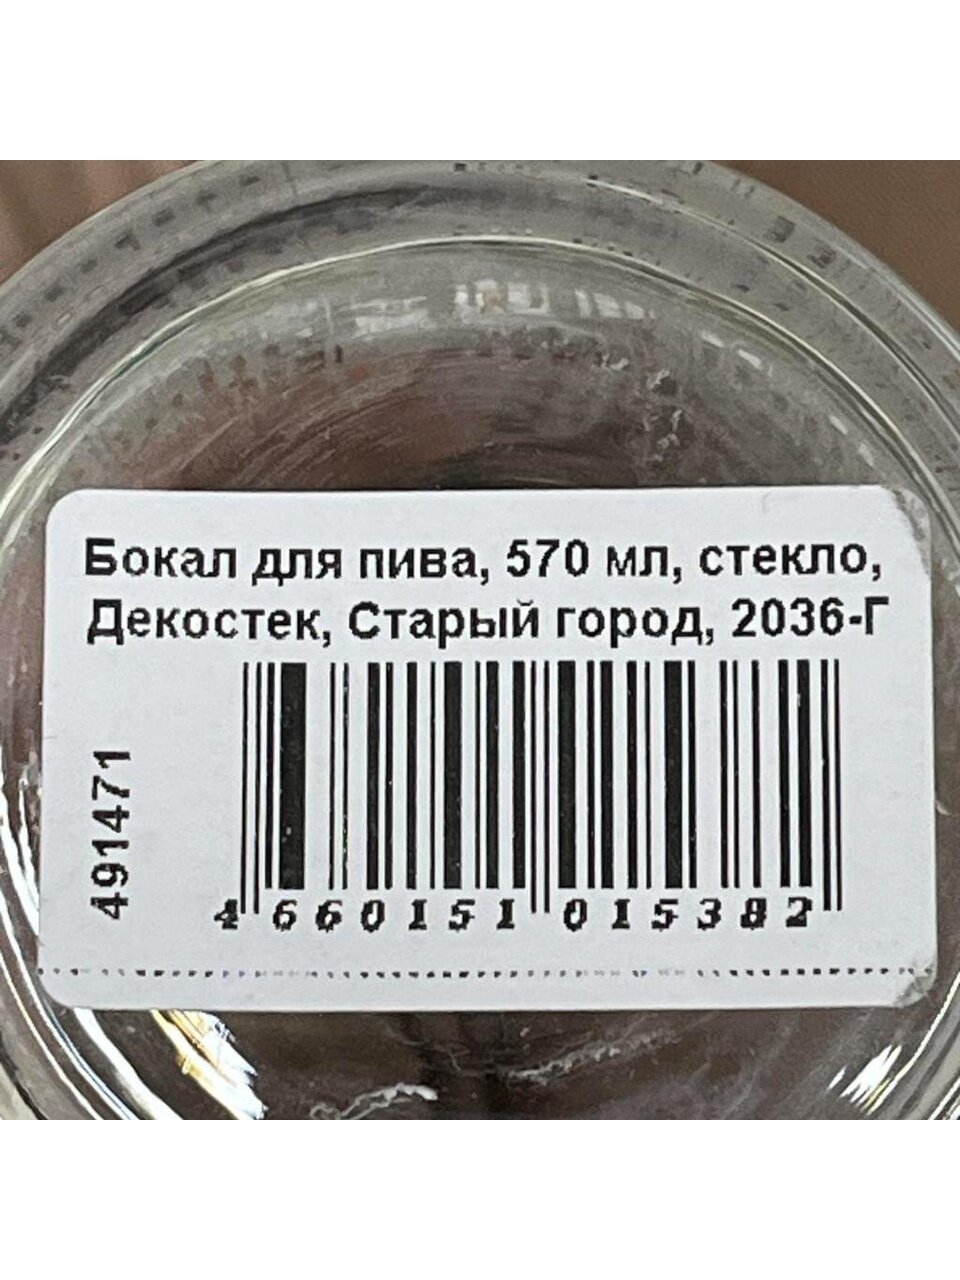 Бокал для пива, 570 мл, стекло,
Декостек, Старый город, 2036-Г
491471
4 660151 015382